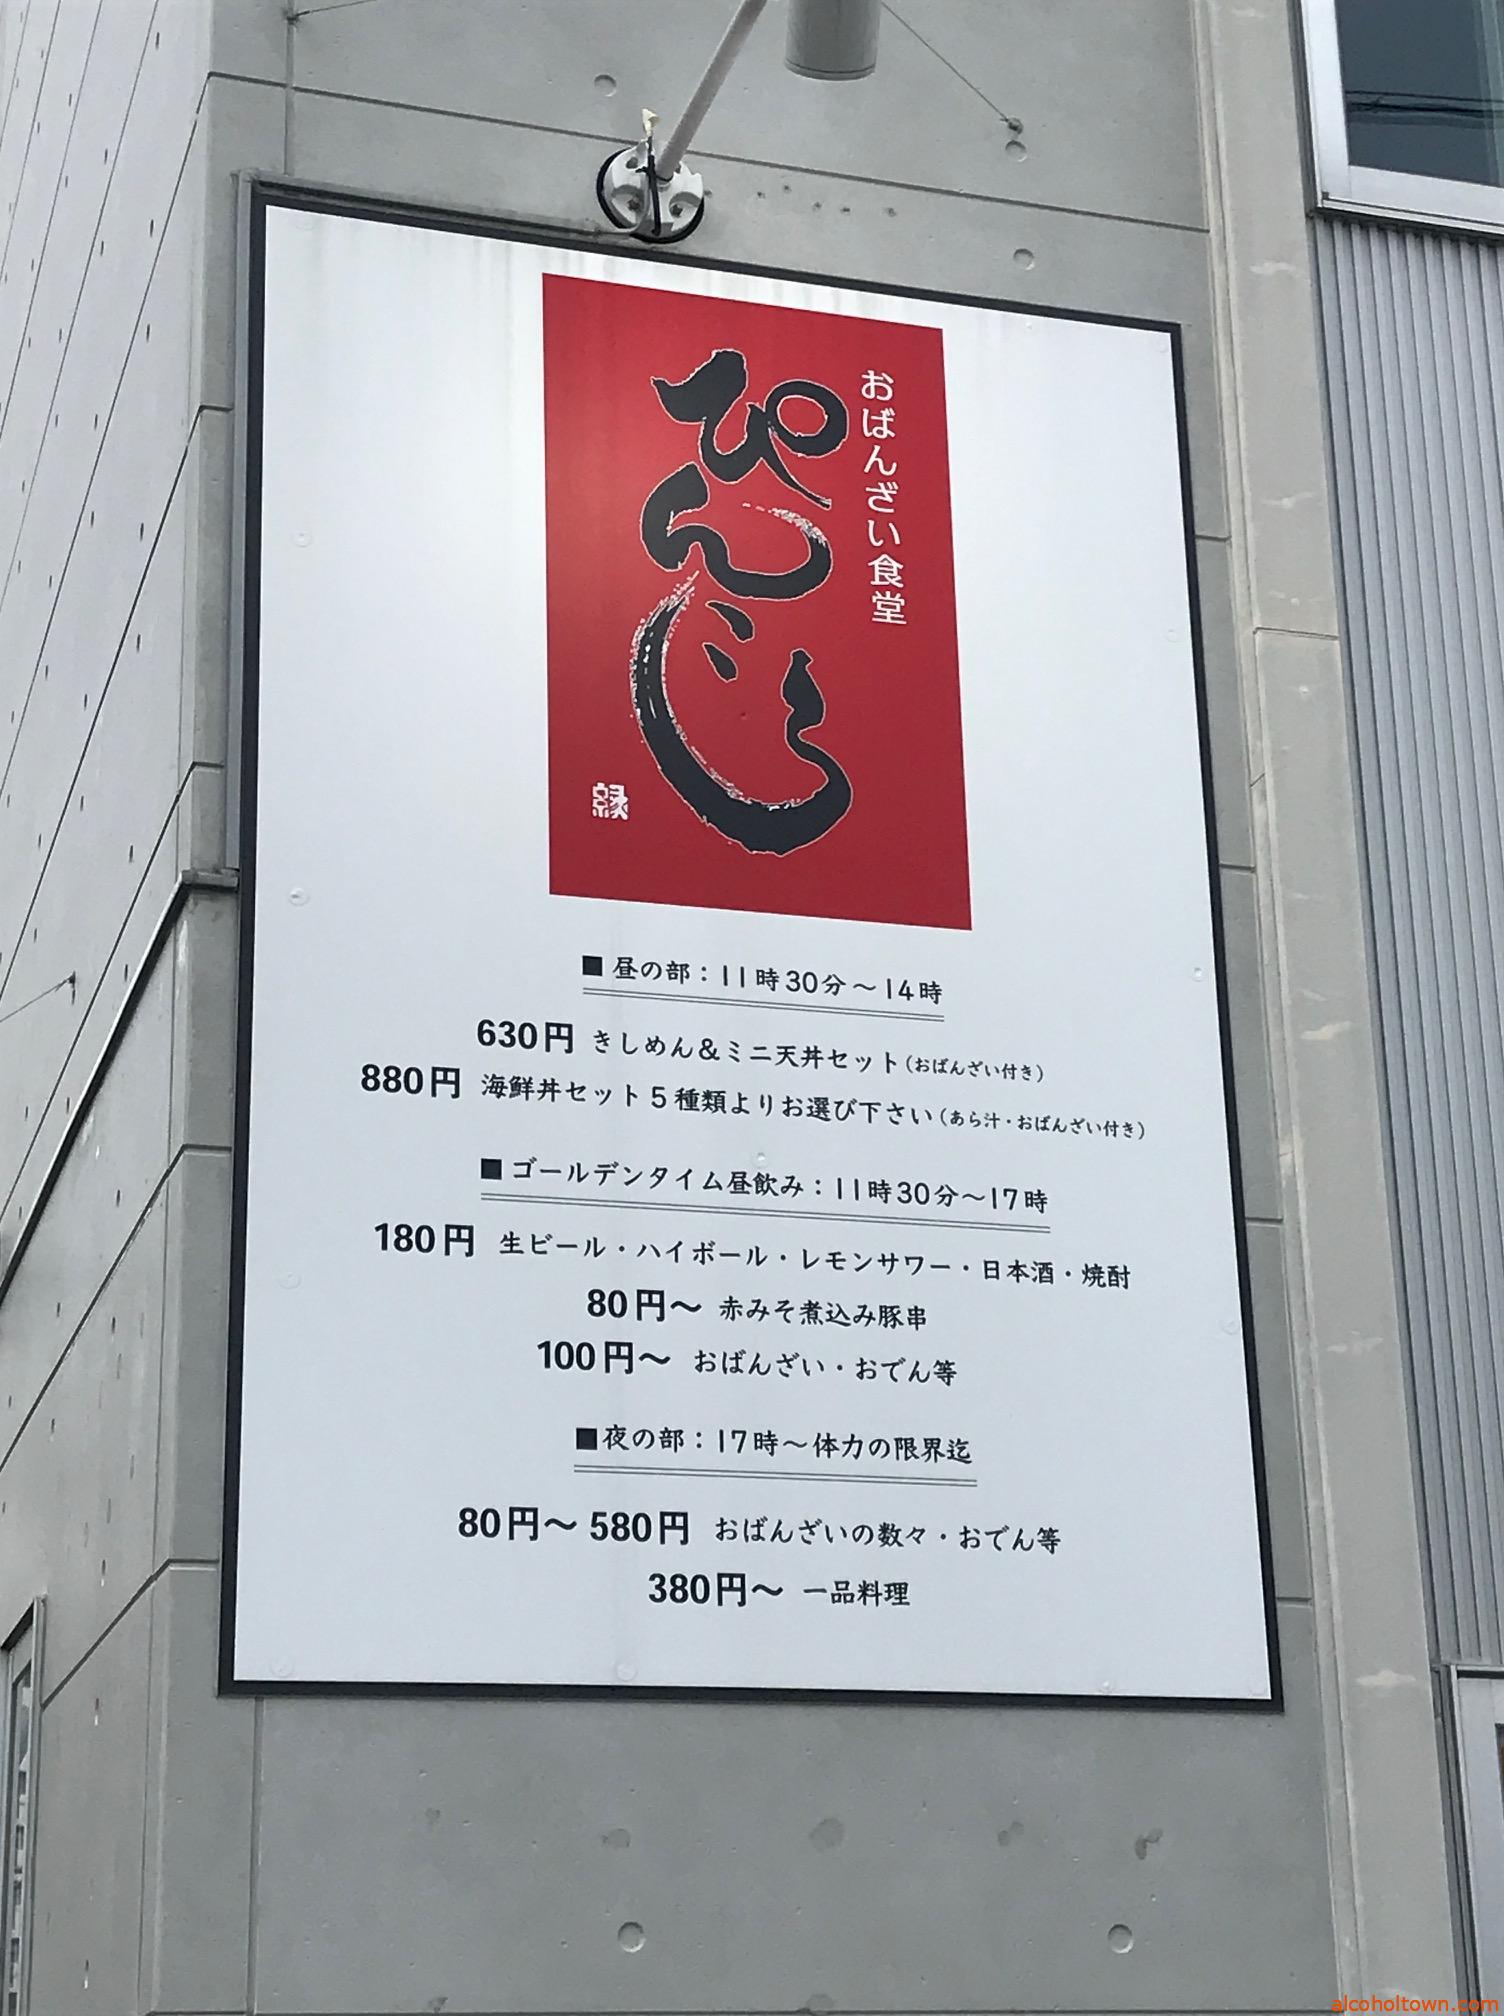 おばんざい食堂
縁
■昼の部：11時30分〜14時
630円 きしめん＆ミニ天丼セット（おばんざい付き）
880円 海鮮丼セット 5種類よりお選び下さい（あら汁・おばんざい付き）
■ゴールデンタイム昼飲み：11時30分〜17時
180円 生ビール・ハイボール・レモンサワー・日本酒・焼酎
80円〜 赤みそ煮込み豚串
100円〜 おばんざい・おでん等
■夜の部：17時〜体力の限界迄
80円〜580円 おばんざいの数々・おでん等
380円〜 一品料理
alcoholtown.com